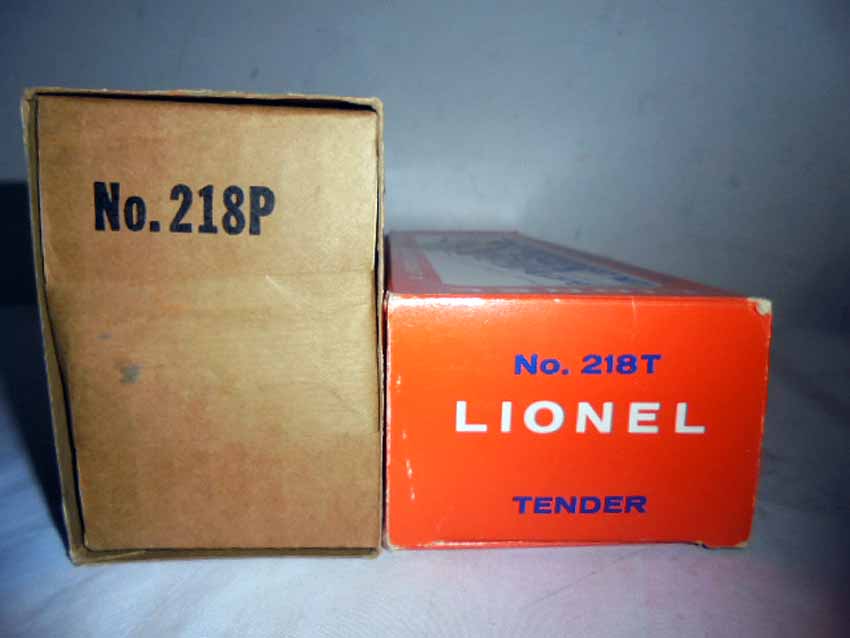 No. 218P
No. 218T
LIONEL
TENDER